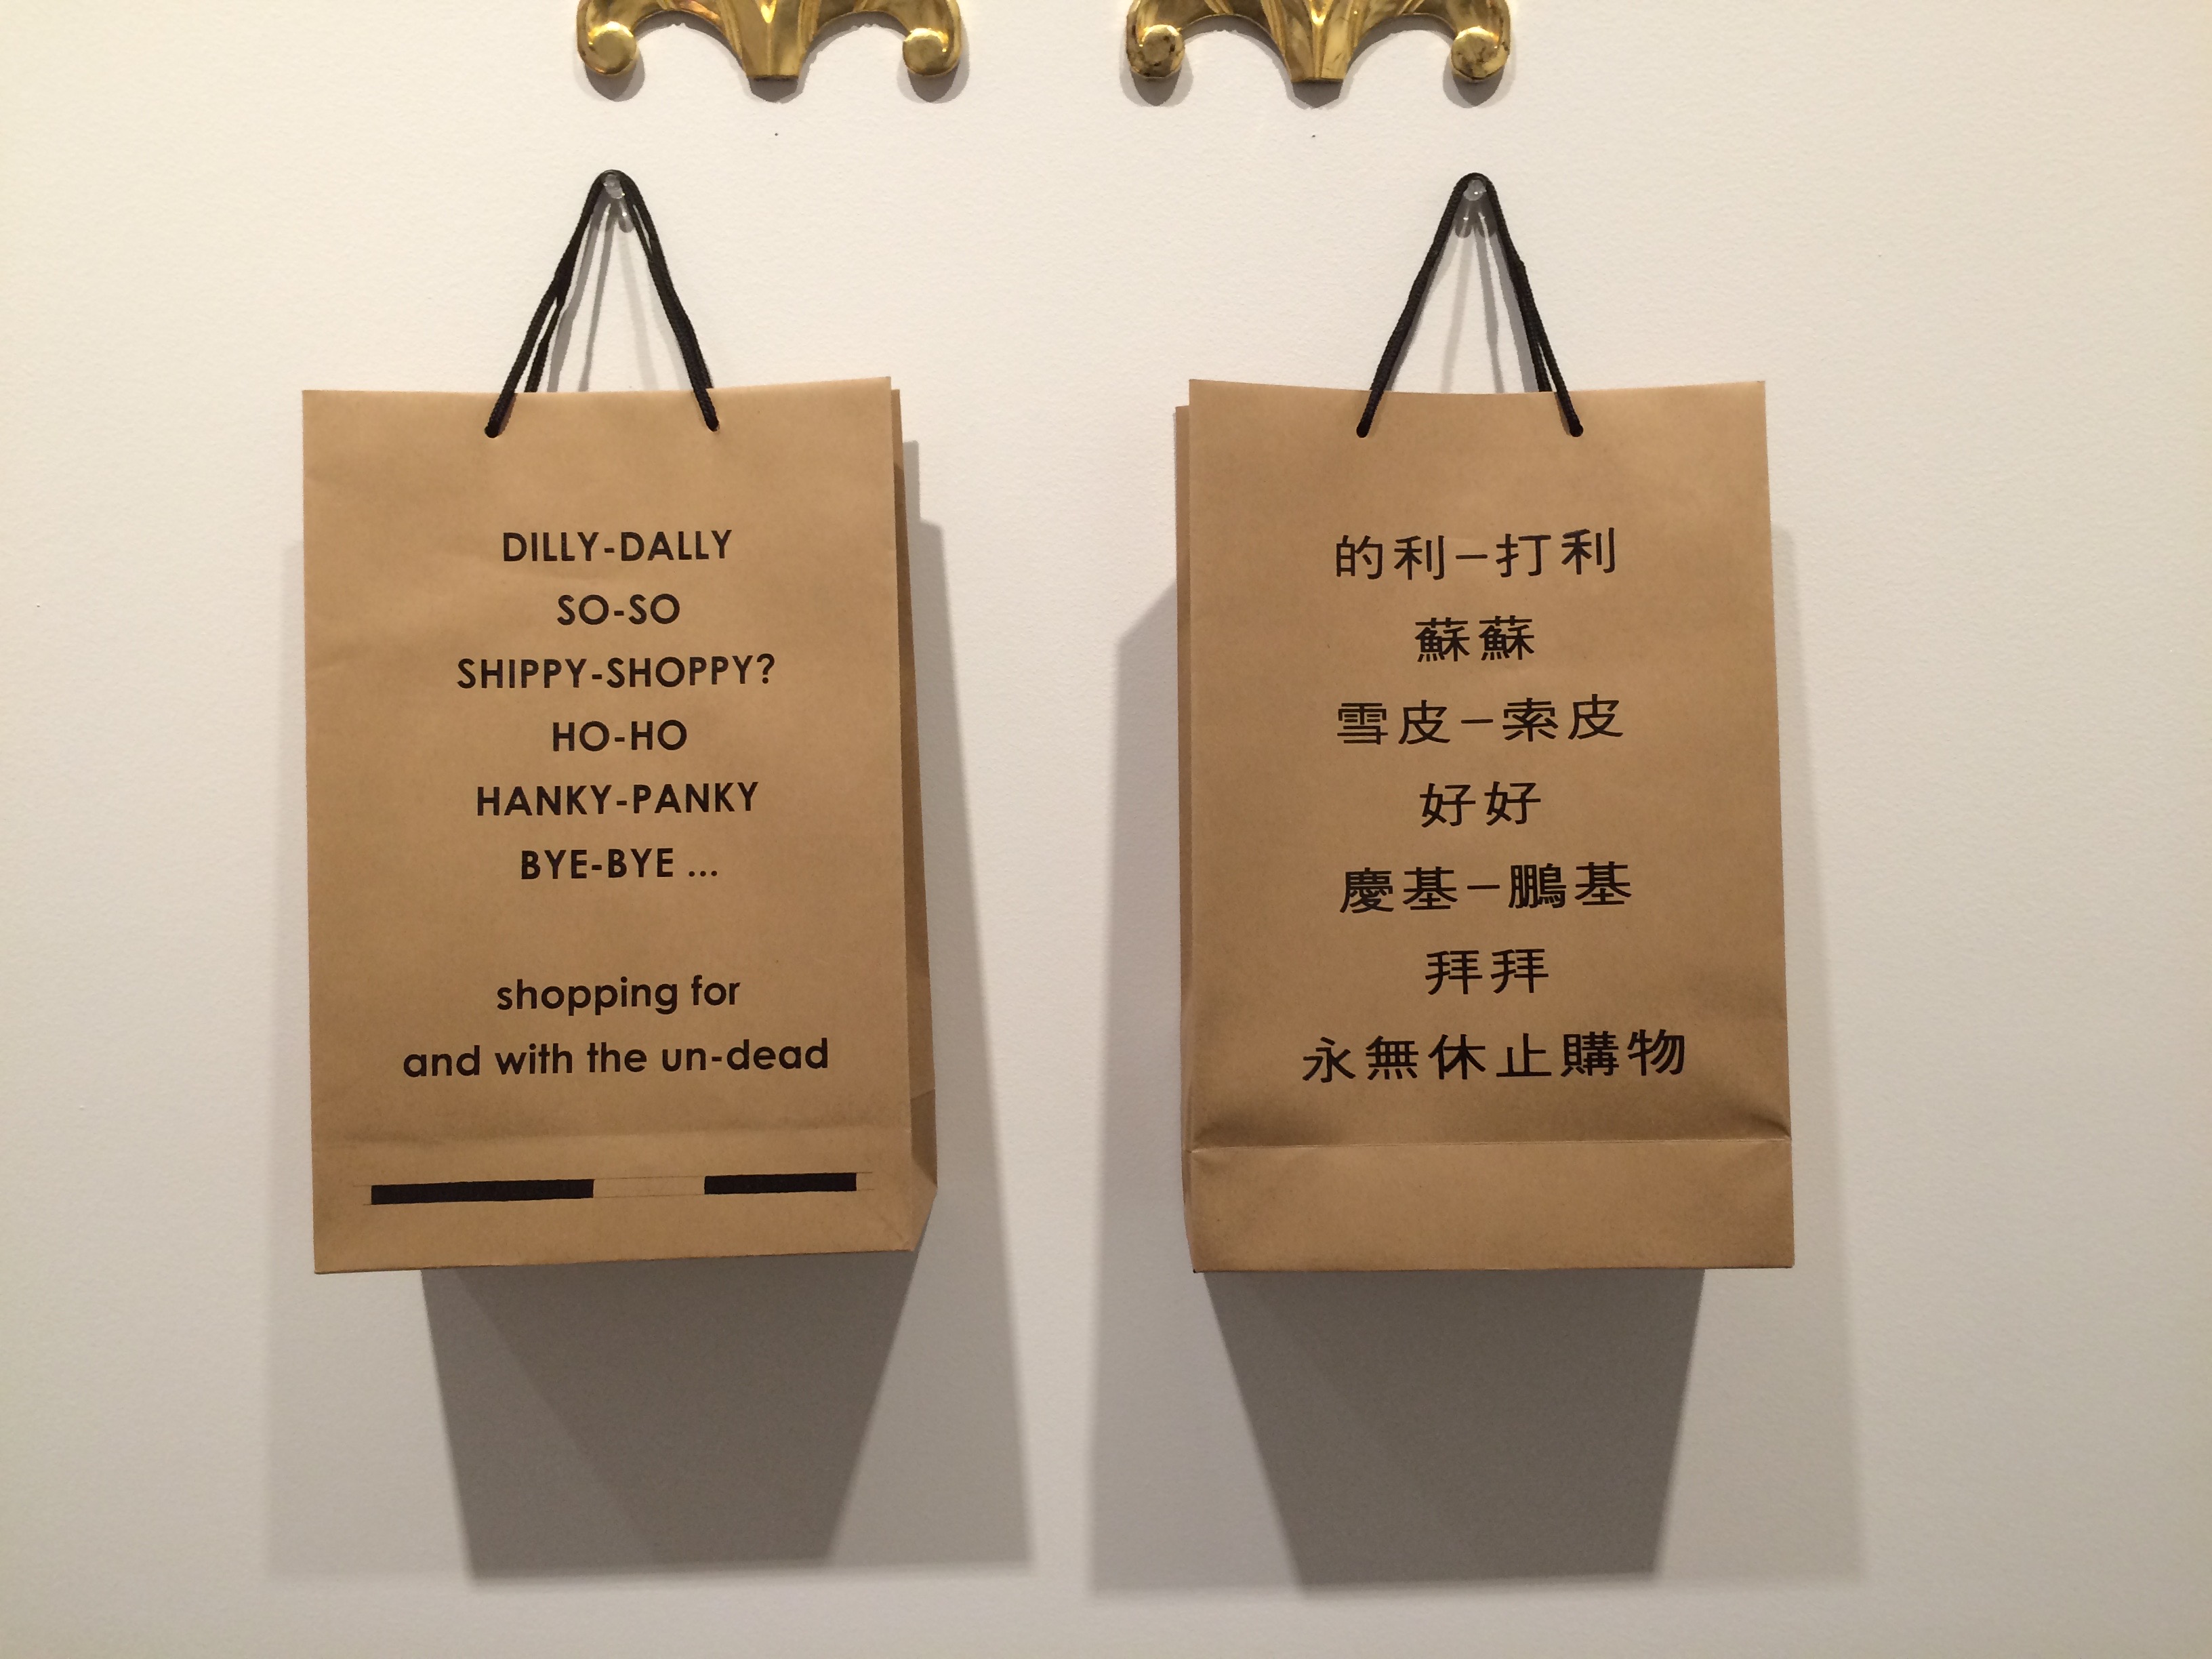 DILLY-DALLY
SO-SO
SHIPPY-SHOPPY?
HO-HO
HANKY-PANKY
BYE-BYE ...
shopping for
and with the un-dead
的利–打利
蘇蘇
雪皮–索皮
好好
慶基–鵬基
拜拜
永無休止購物